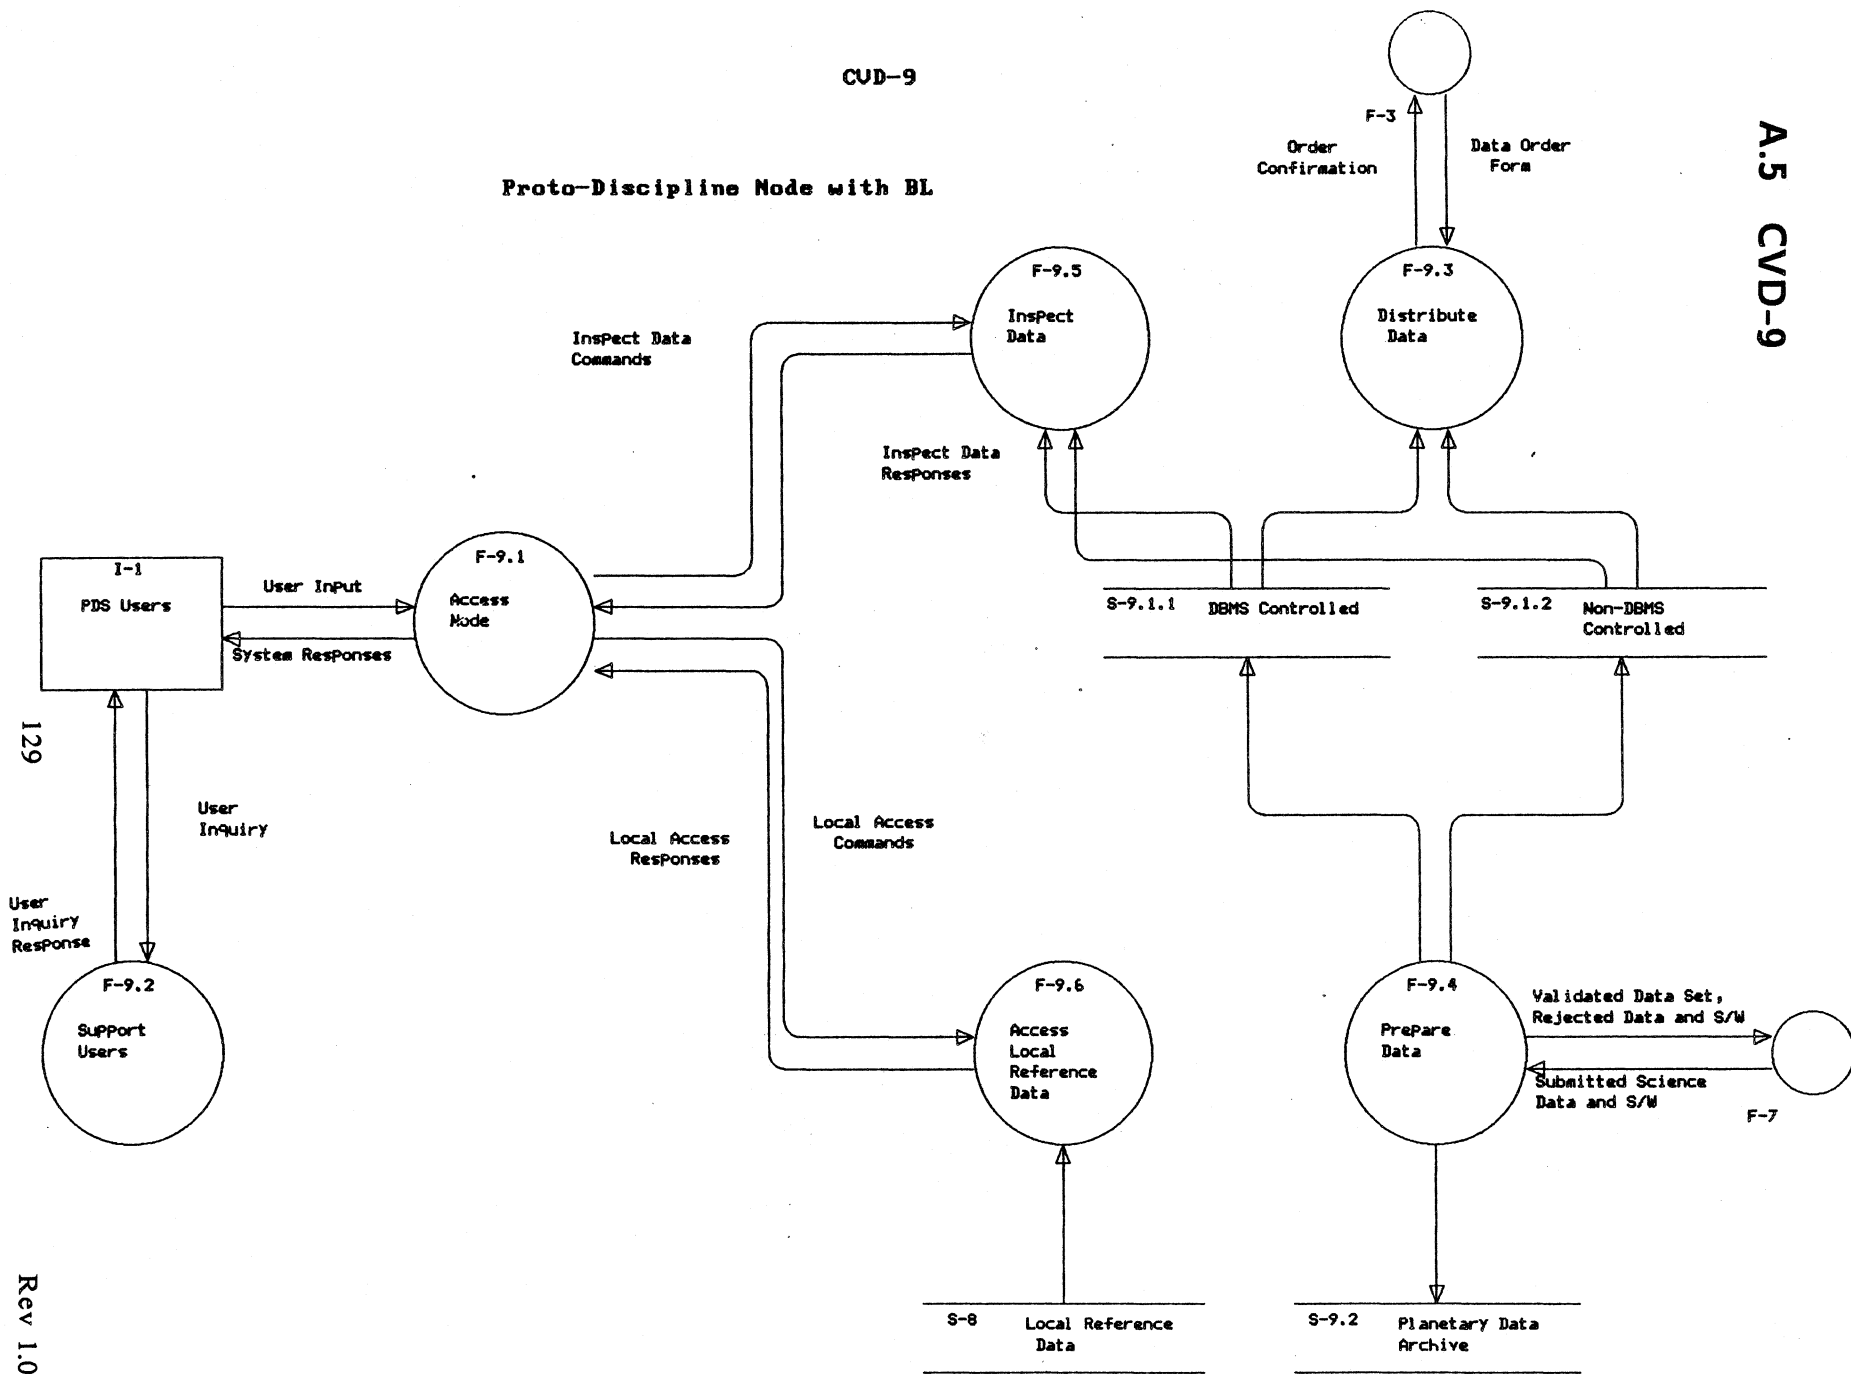 CVD-9
A.5 CVD-9
Proto-Discipline Node with BL
F-3
Order
Confirmation
Data Order
Form
F-9.5
Inspect
Data
F-9.3
Distribute
Data
Inspect Data
Commands
Inspect Data
Responses
I-1
PDS Users
User Input
System Responses
F-9.1
Access
Node
S-9.1.1
DBMS Controlled
S-9.1.2
Non-DBMS
Controlled
129
User
Inquiry
User
Inquiry
Response
Local Access
Responses
Local Access
Commands
F-9.2
Support
Users
F-9.6
Access
Local
Reference
Data
F-9.4
Prepare
Data
Validated Data Set,
Rejected Data and S/W
Submitted Science
Data and S/W
F-7
S-8
Local Reference
Data
S-9.2
Planetary Data
Archive
Rev 1.0